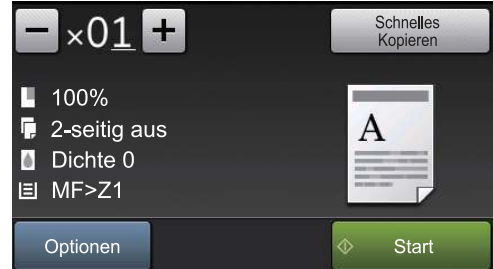 − ×01 +
Schnelles
Kopieren
100%
2-seitig aus
Dichte 0
MF>Z1
A
Optionen
Start